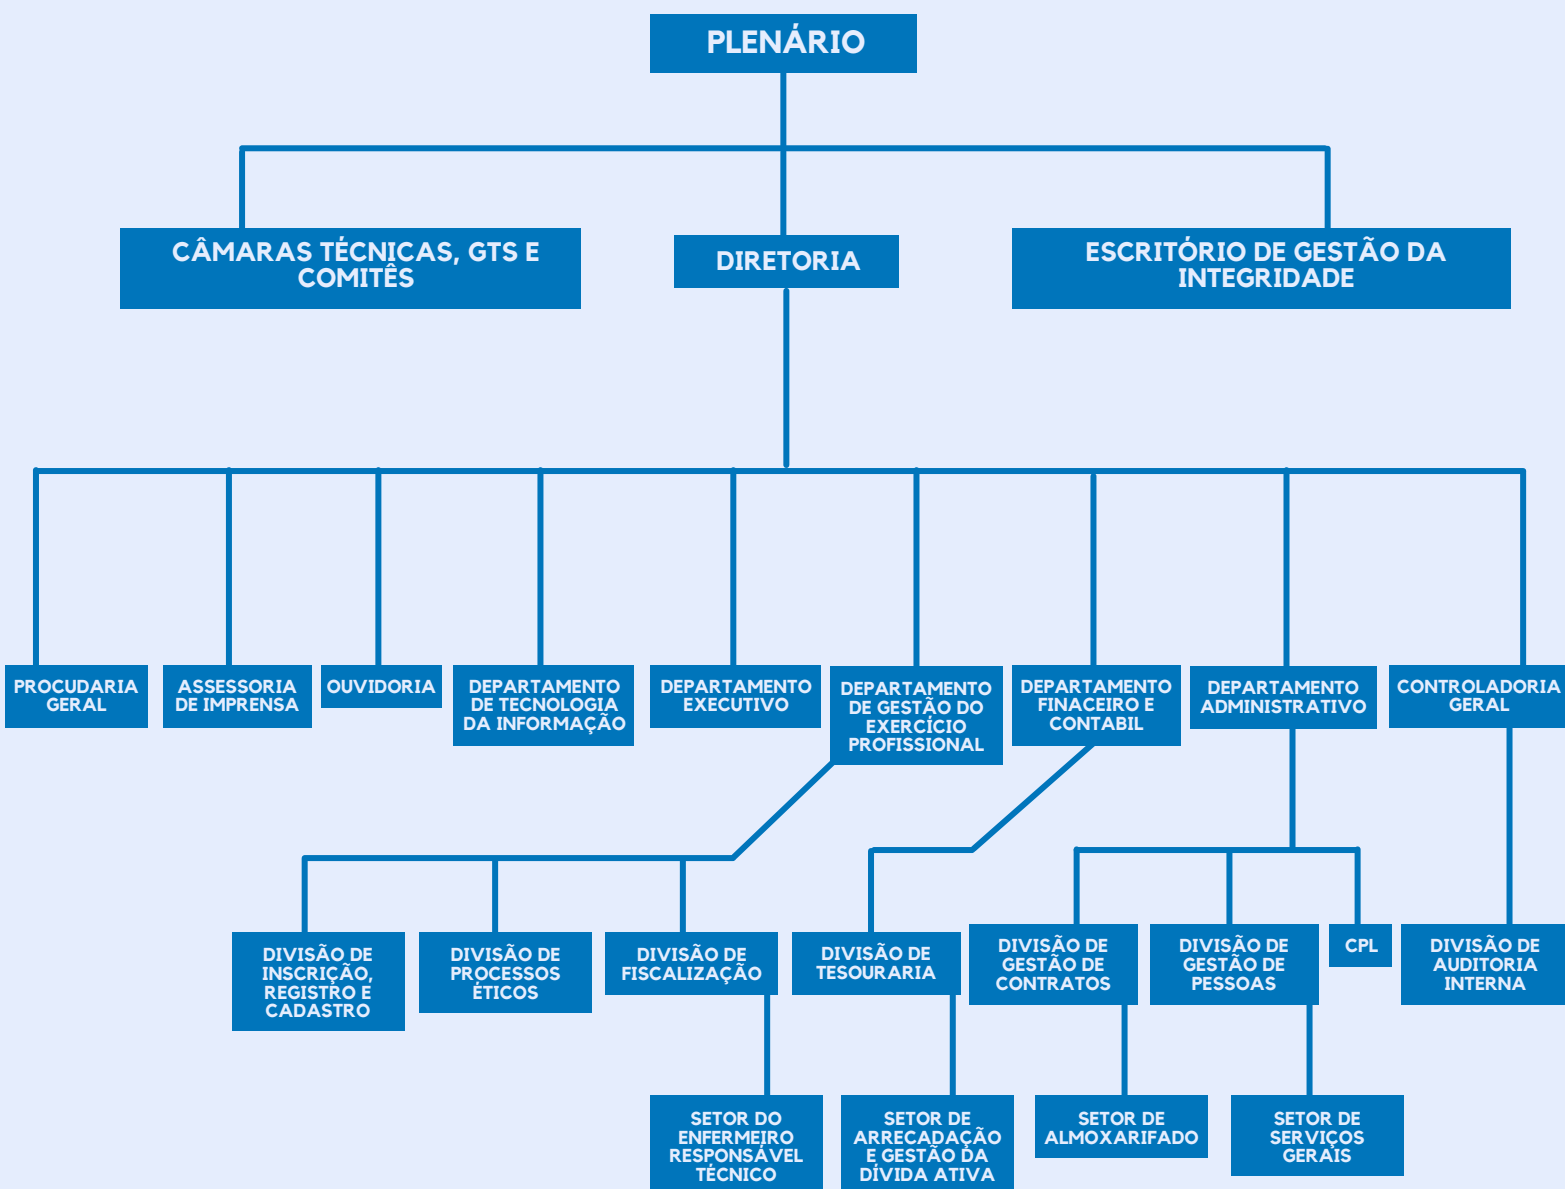 PLENÁRIO
CÂMARAS TÉCNICAS, GTS E
COMITÊS
DIRETORIA
ESCRITÓRIO DE GESTÃO DA
INTEGRIDADE
PROCUDARIA
GERAL
ASSESSORIA
DE IMPRENSA
OUVIDORIA
DEPARTAMENTO
DE TECNOLOGIA
DA INFORMAÇÃO
DEPARTAMENTO
EXECUTIVO
DEPARTAMENTO
DE GESTÃO DO
EXERCÍCIO
PROFISSIONAL
DEPARTAMENTO
FINACEIRO E
CONTABIL
DEPARTAMENTO
ADMINISTRATIVO
CONTROLADORIA
GERAL
DIVISÃO DE
INSCRIÇÃO,
REGISTRO E
CADASTRO
DIVISÃO DE
PROCESSOS
ÉTICOS
DIVISÃO DE
FISCALIZAÇÃO
DIVISÃO DE
TESOURARIA
DIVISÃO DE
GESTÃO DE
CONTRATOS
DIVISÃO DE
GESTÃO DE
PESSOAS
CPL
DIVISÃO DE
AUDITORIA
INTERNA
SETOR DO
ENFERMEIRO
RESPONSÁVEL
TÉCNICO
SETOR DE
ARRECADAÇÃO
E GESTÃO DA
DÍVIDA ATIVA
SETOR DE
ALMOXARIFADO
SETOR DE
SERVIÇOS
GERAIS